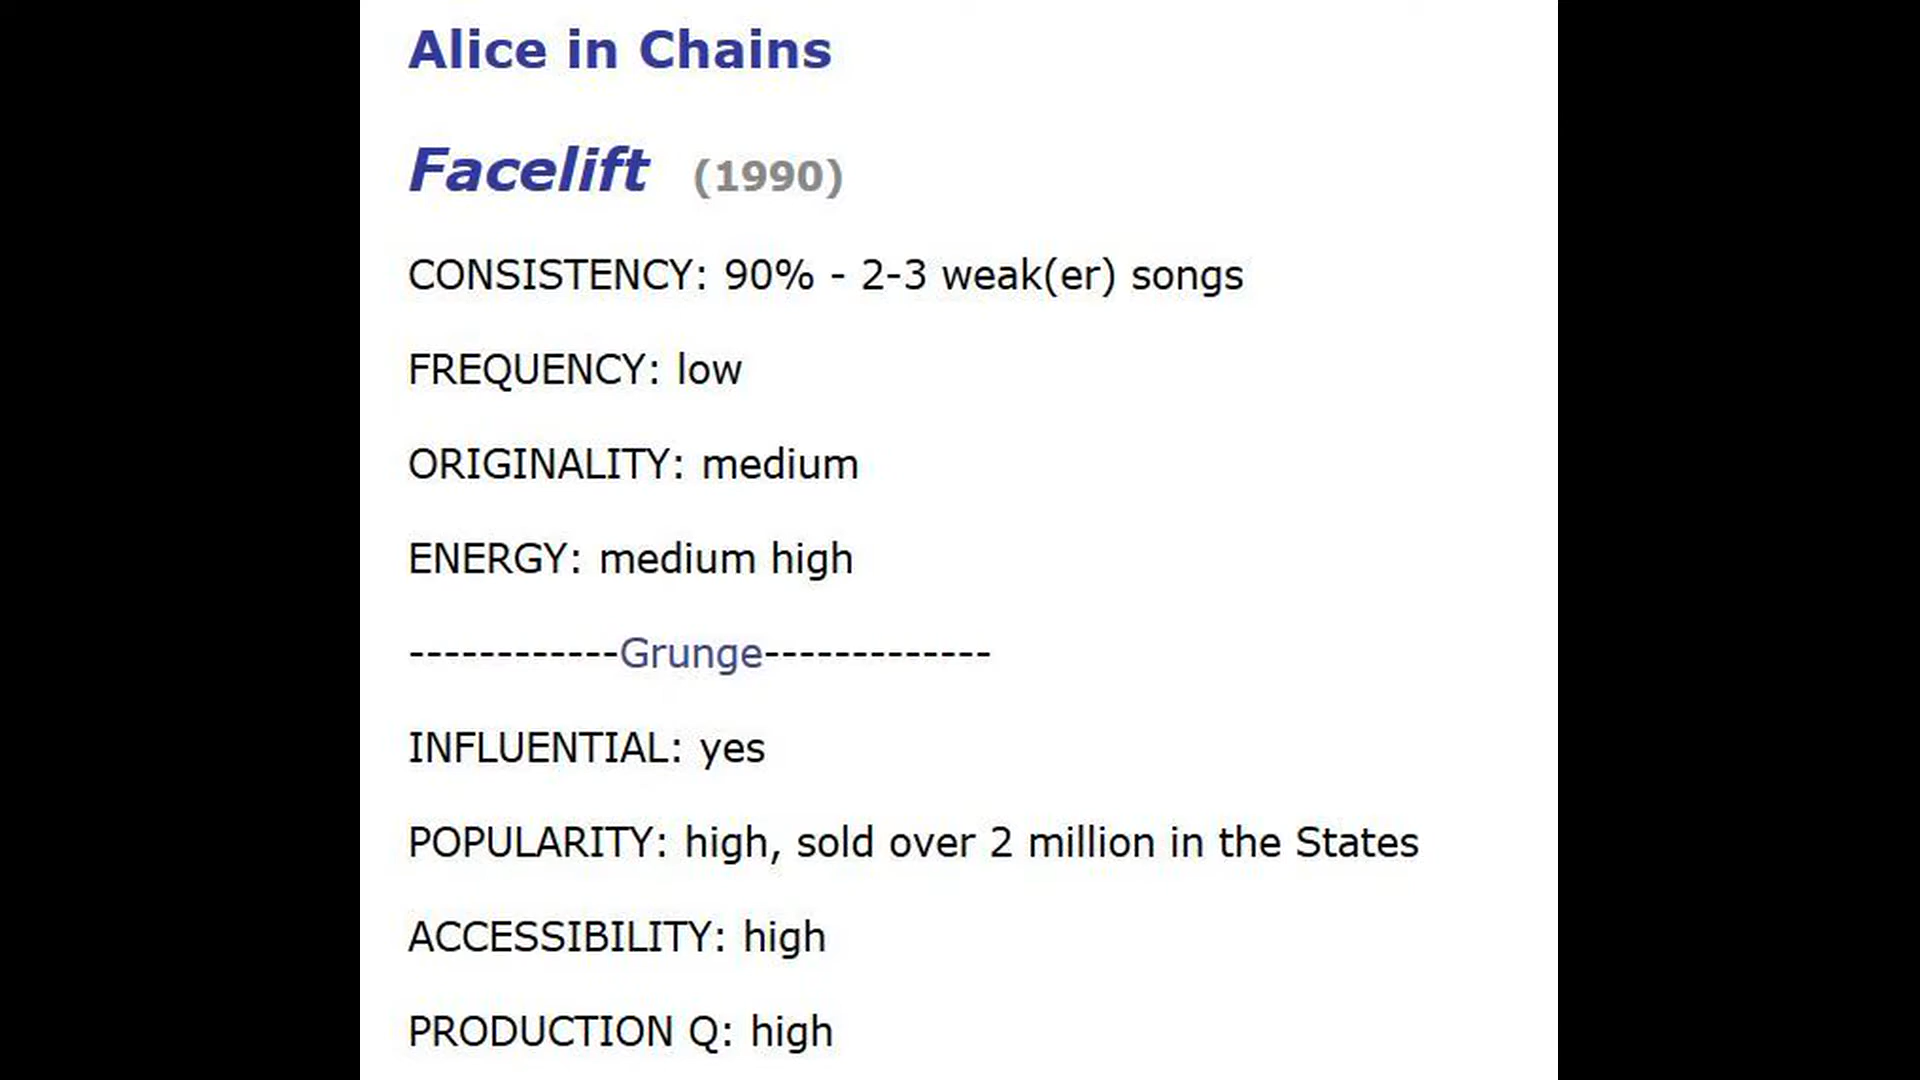 Alice in Chains
Facelift (1990)
CONSISTENCY: 90% - 2-3 weak(er) songs
FREQUENCY: low
ORIGINALITY: medium
ENERGY: medium high
------------Grunge-------------
INFLUENTIAL: yes
POPULARITY: high, sold over 2 million in the States
ACCESSIBILITY: high
PRODUCTION Q: high